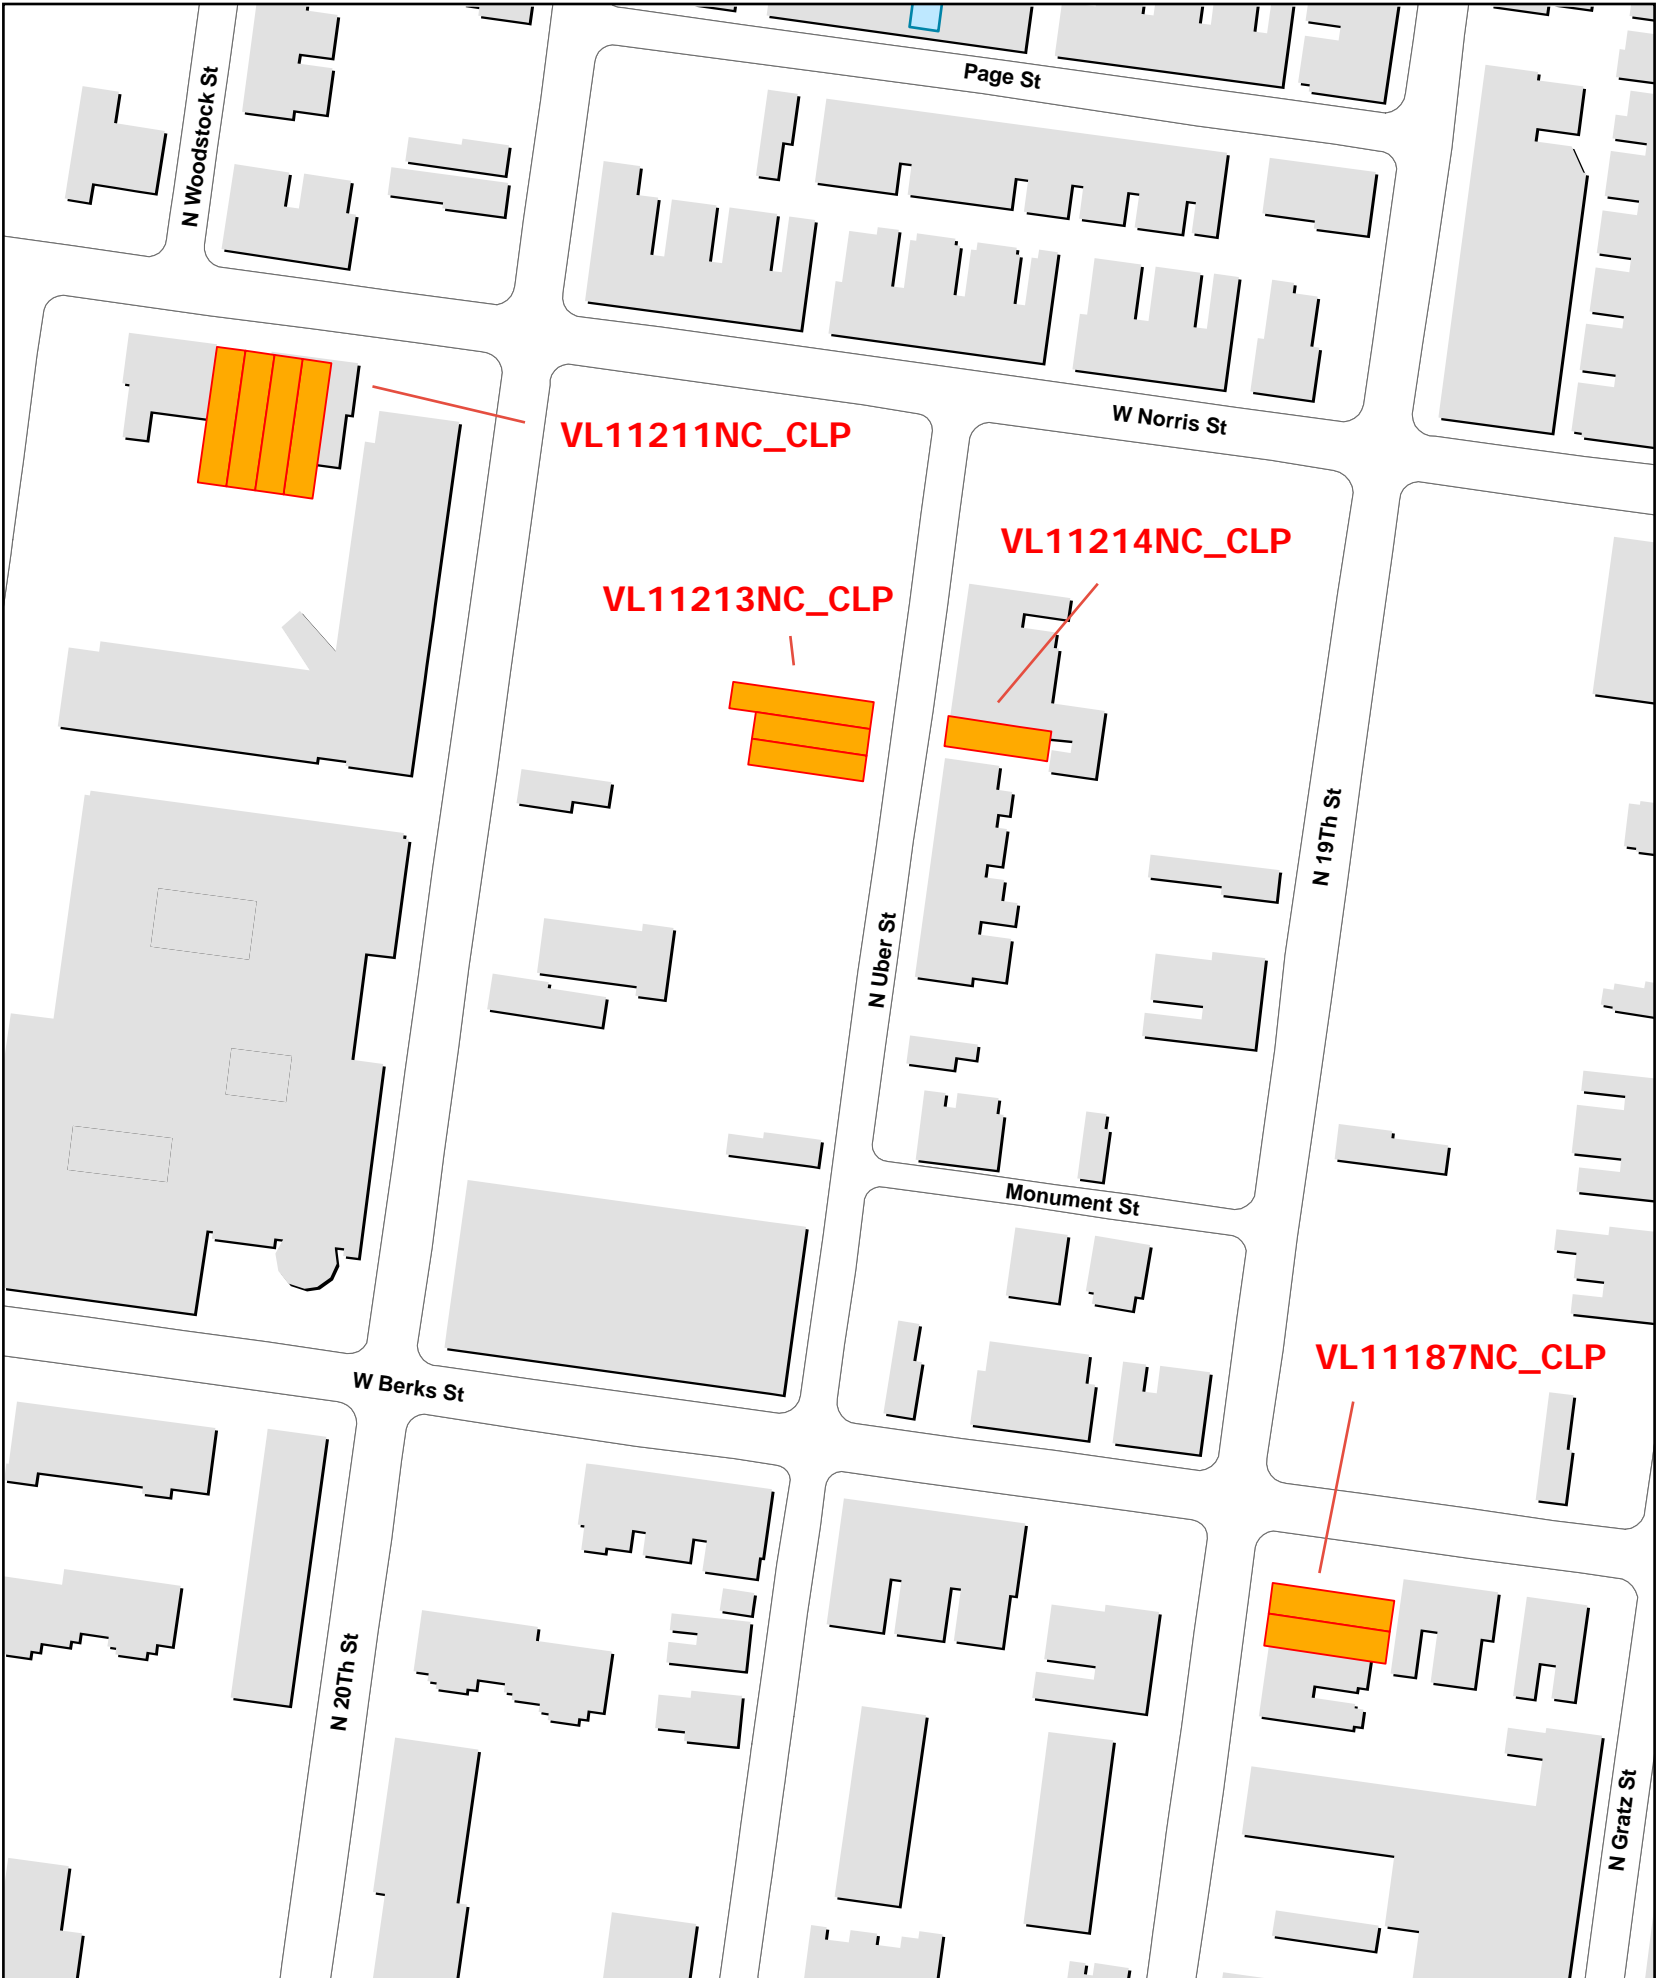 Page St
N Woodstock St
W Norris St
VL11211NC_CLP
VL11214NC_CLP
VL11213NC_CLP
N 19Th St
N Uber St
Monument St
VL11187NC_CLP
W Berks St
N 20Th St
N Gratz St